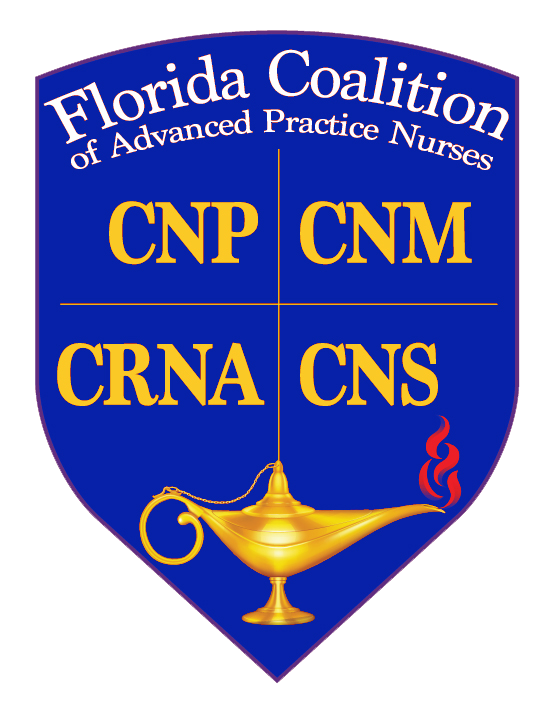 Florida Coalition
of Advanced Practice Nurses
CNP CNM
CRNA CNS